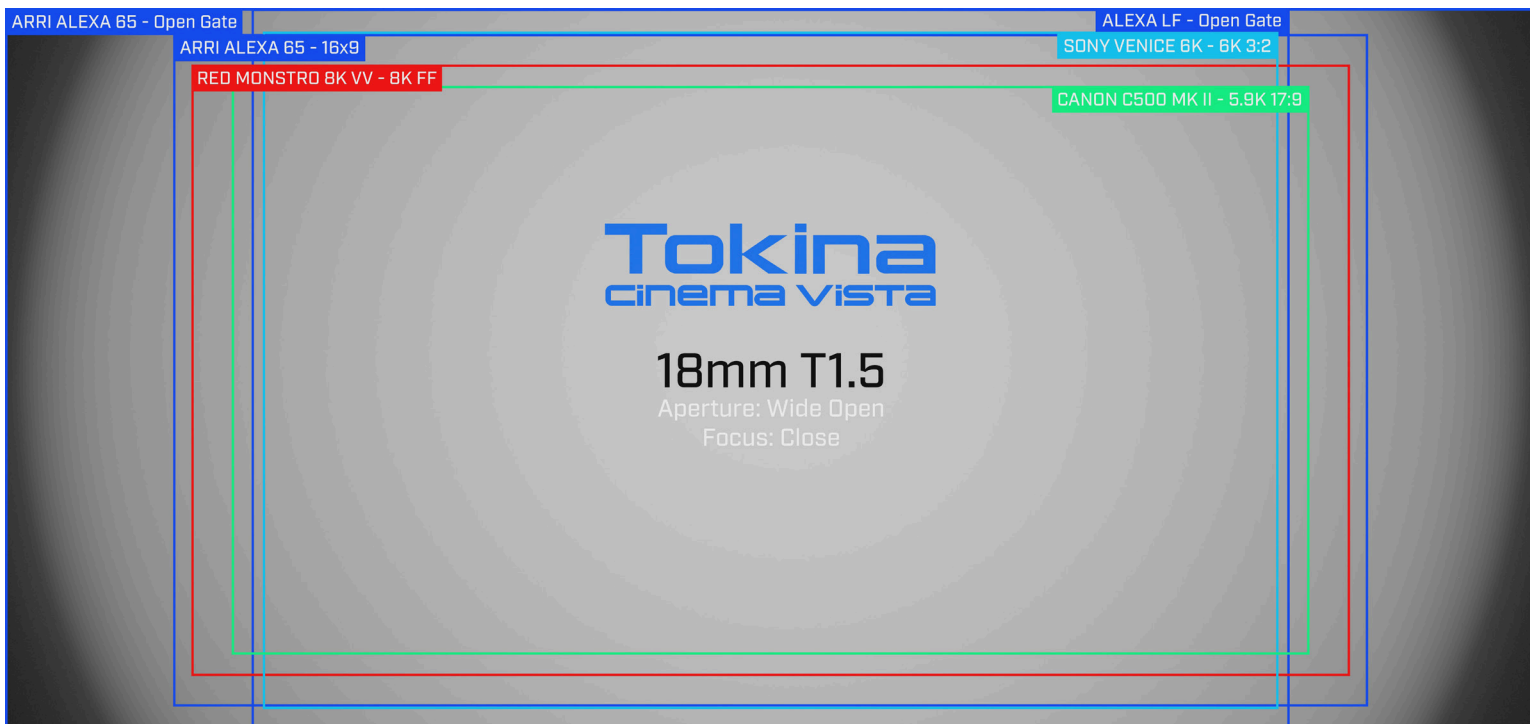 ARRI ALEXA 65 - Open Gate
ALEXA LF - Open Gate
ARRI ALEXA 65 - 16x9
SONY VENICE 6K - 6K 3:2
RED MONSTRO 8K VV - 8K FF
CANON C500 MK II - 5.9K 17:9
Tokina
cinema vista
18mm T1.5
Aperture: Wide Open
Focus: Close